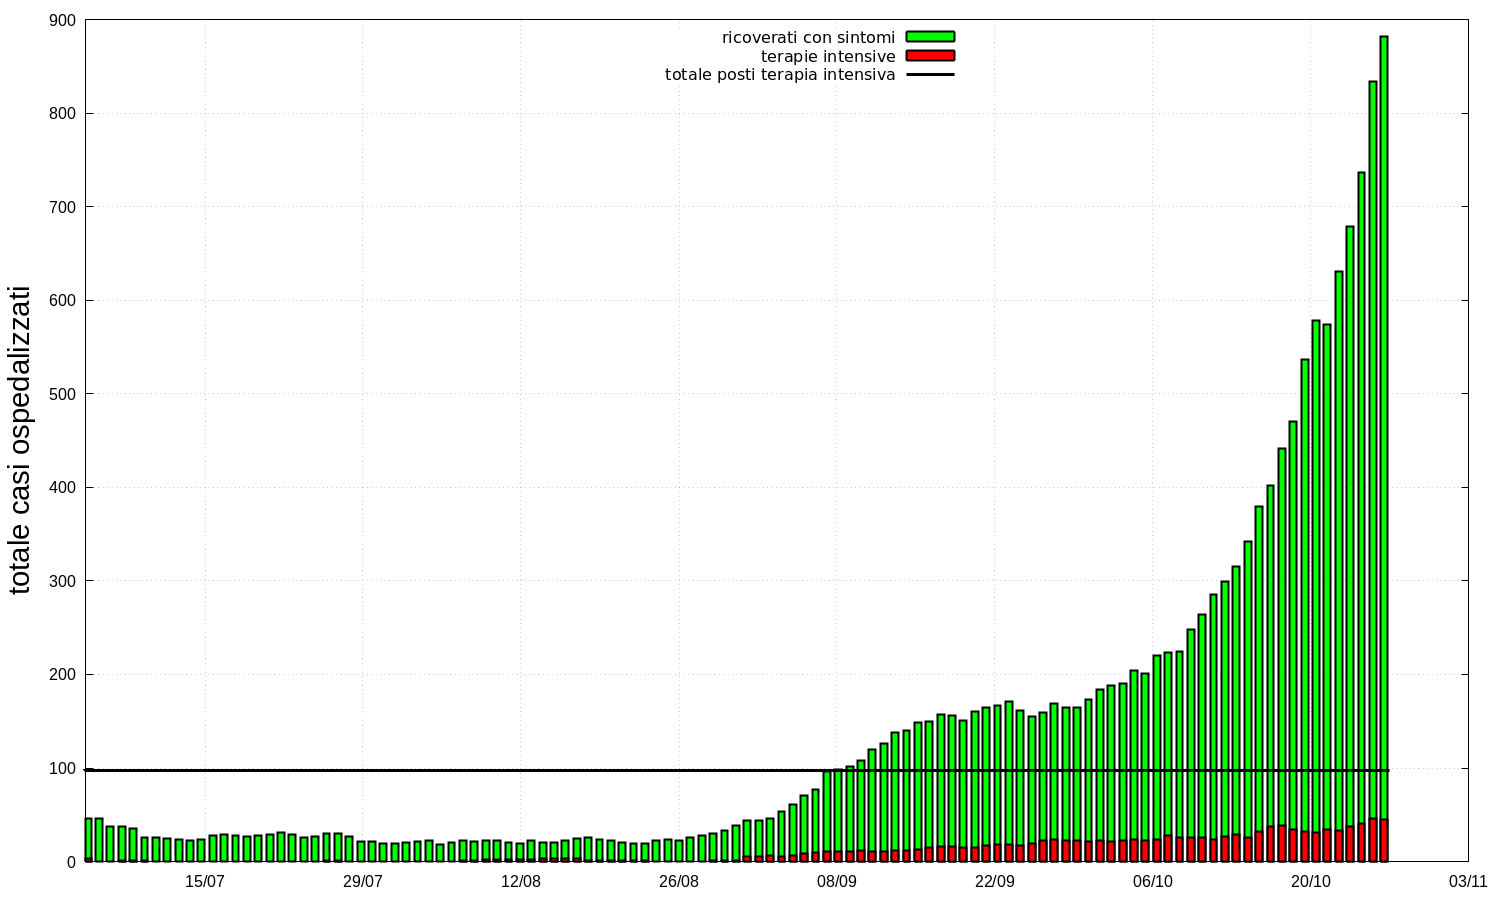 ricoverati con sintomi
terapie intensive
totale posti terapia intensiva
totale casi ospedalizzati
900
800
700
600
500
400
300
200
100
0
15/07 29/07 12/08 26/08 08/09 22/09 06/10 20/10 03/11